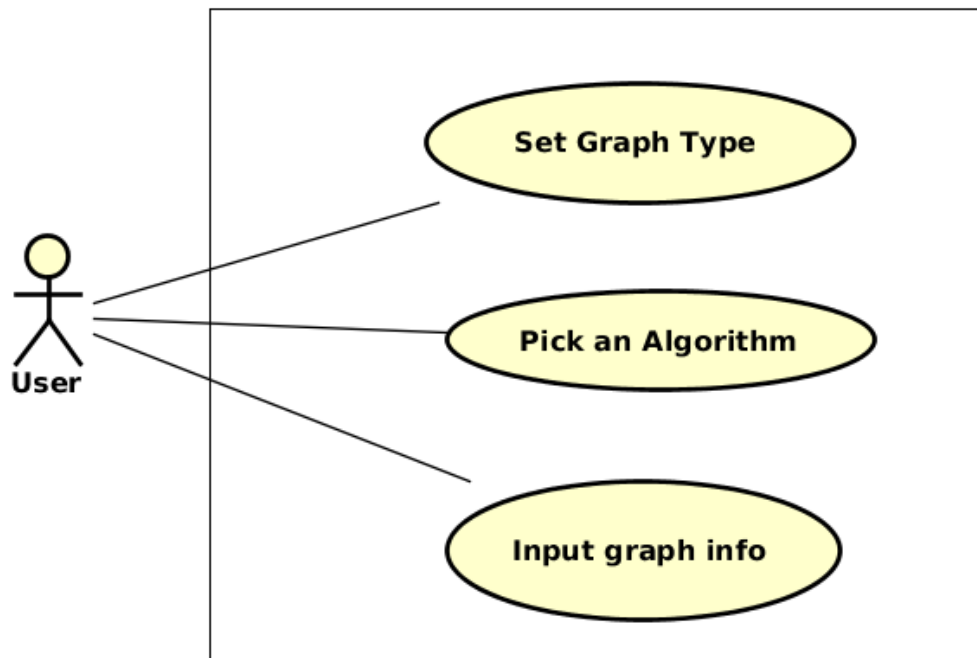 Set Graph Type
Pick an Algorithm
User
Input graph info